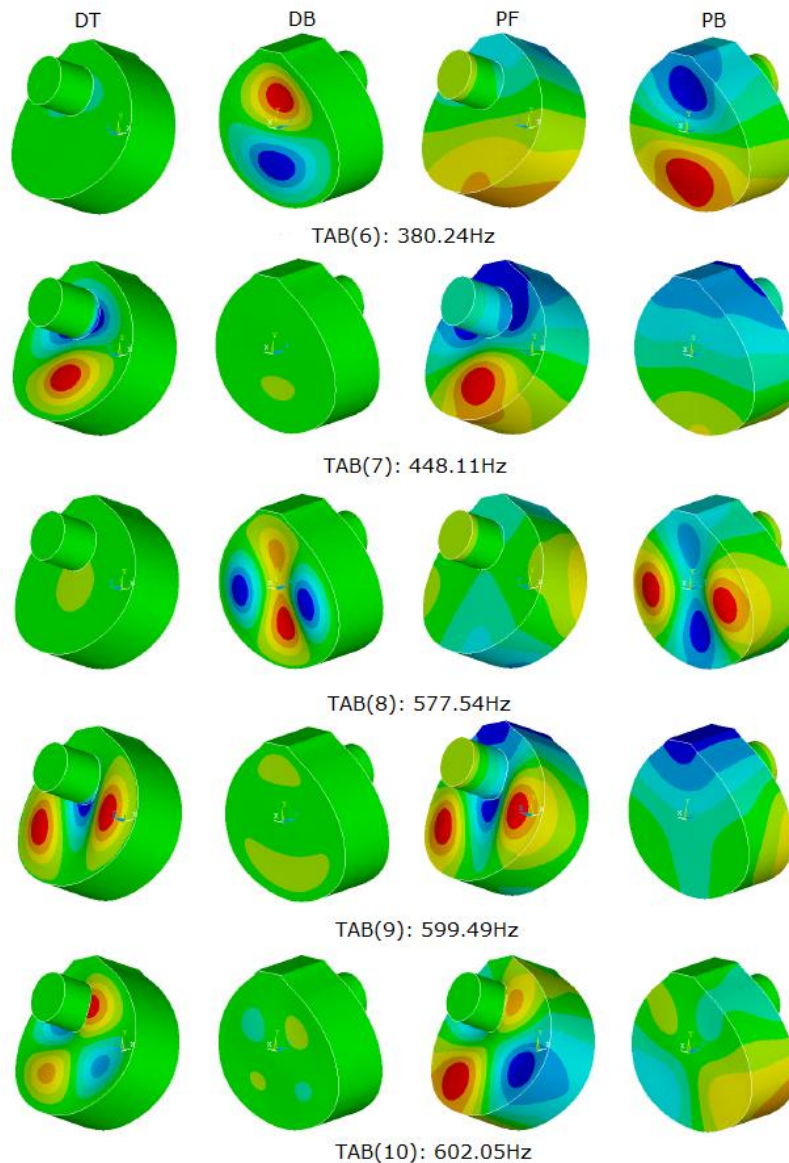 DT DB PF PB
TAB(6): 380.24Hz
TAB(7): 448.11Hz
TAB(8): 577.54Hz
TAB(9): 599.49Hz
TAB(10): 602.05Hz